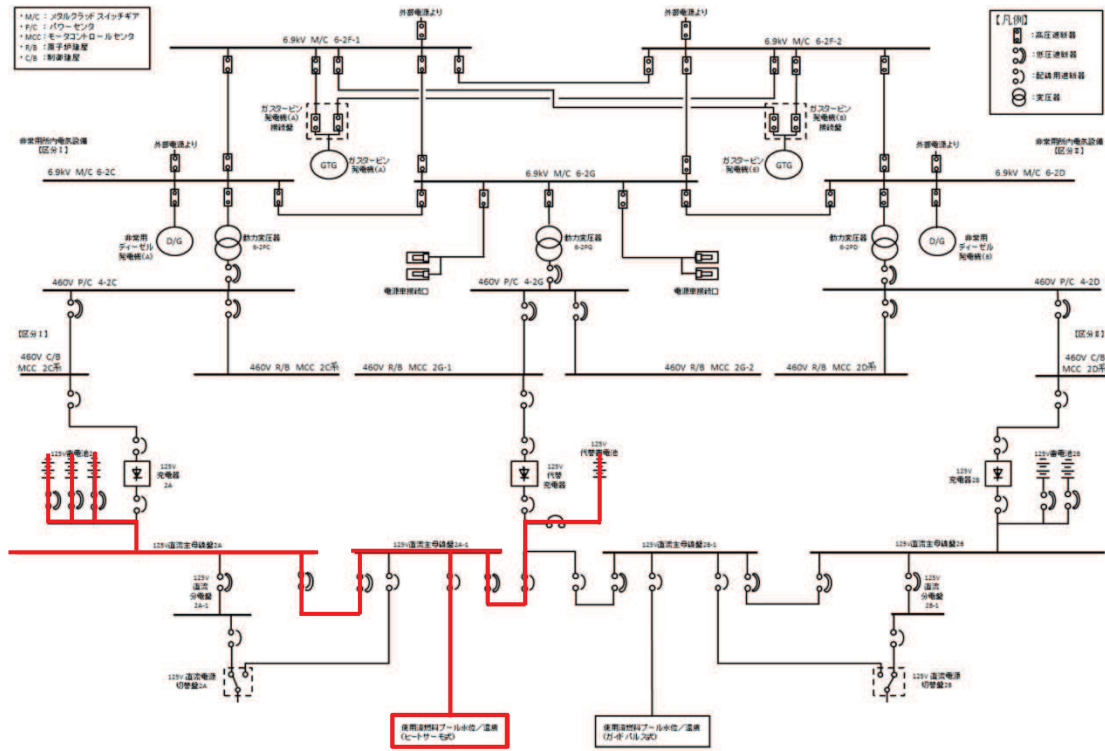 ・M/C：メタルクラッドスイッチギア
・P/C：パワーセンタ
・MCC：モータコントロールセンタ
・R/B：原子炉建屋
・C/B：制御建屋
外部電源より
外部電源より
【凡例】
：高圧遮断器
：低圧遮断器
：配線用遮断器
：変圧器
6.9kV M/C 6-2F-1
6.9kV M/C 6-2F-2
ガスタービン
発電機(A)
接続盤
ガスタービン
発電機(B)
接続盤
GTG
ガスタービン
発電機(A)
ガスタービン
発電機(B)
GTG
非常用所内電気設備
【区分Ⅰ】
外部電源より
外部電源より
非常用所内電気設備
【区分Ⅱ】
6.9kV M/C 6-2C
6.9kV M/C 6-2G
6.9kV M/C 6-2D
D/G
非常用
ディーゼル
発電機(A)
動力変圧器
6-2PC
動力変圧器
6-2PG
動力変圧器
6-2PD
D/G
非常用
ディーゼル
発電機(B)
電源車接続口
電源車接続口
460V P/C 4-2C
460V P/C 4-2G
460V P/C 4-2D
【区分Ⅰ】
【区分Ⅱ】
460V C/B
MCC 2C系
460V R/B MCC 2C系
460V R/B MCC 2G-1
460V R/B MCC 2G-2
460V R/B MCC 2D系
460V C/B
MCC 2D系
125V蓄電池2
125V
充電器
2A
125V
代替
充電器
125V
代替蓄電池
125V
充電器2B
125V蓄電池2B
125V直流主母線盤2A
125V直流主母線盤2A-1
125V直流主母線盤2B-1
125V直流主母線盤2B
125V
直流
分電盤
2A-1
125V
直流
分電盤
2B-1
125V直流電源
切替盤2A
125V直流電源
切替盤2B
使用済燃料プール水位／温度
(ヒートサーモ式)
使用済燃料プール水位／温度
(ガイドパルス式)